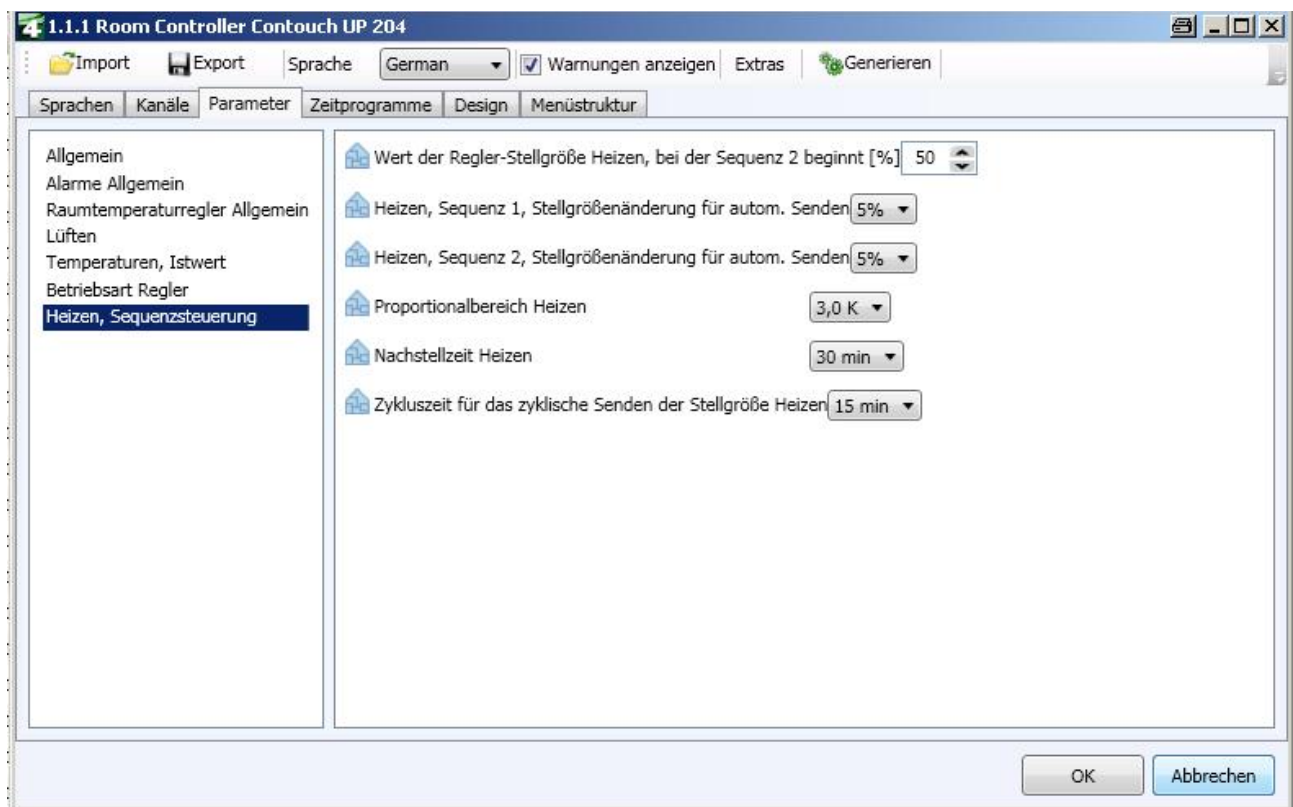 4 1.1.1 Room Controller Contouch UP 204
Import Export Sprache German Warnungen anzeigen Extras Generieren
Sprachen Kanäle Parameter Zeitprogramme Design Menüstruktur
Allgemein
Alarme Allgemein
Raumtemperaturregler Allgemein
Lüften
Temperaturen, Istwert
Betriebsart Regler
Heizen, Sequenzsteuerung
Wert der Regler-Stellgröße Heizen, bei der Sequenz 2 beginnt [%] 50
Heizen, Sequenz 1, Stellgrößenänderung für autom. Senden 5%
Heizen, Sequenz 2, Stellgrößenänderung für autom. Senden 5%
Proportionalbereich Heizen 3,0 K
Nachstellzeit Heizen 30 min
Zykluszeit für das zyklische Senden der Stellgröße Heizen 15 min
OK Abbrechen